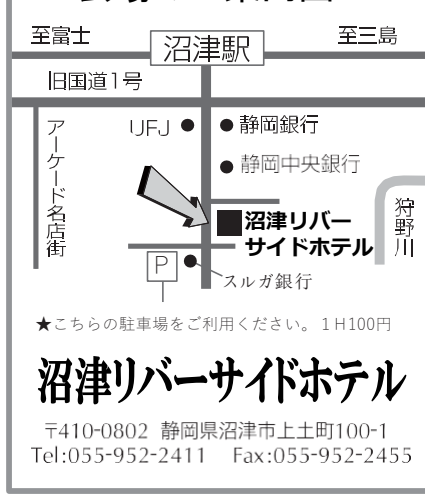 至富士
沼津駅
至三島
旧国道1号
アーケード名店街
UFJ
静岡銀行
静岡中央銀行
狩野川
沼津リバー
サイドホテル
P
スルガ銀行
★こちらの駐車場をご利用ください。1H100円
沼津リバーサイドホテル
〒410-0802 静岡県沼津市上土町100-1
Tel:055-952-2411 Fax:055-952-2455